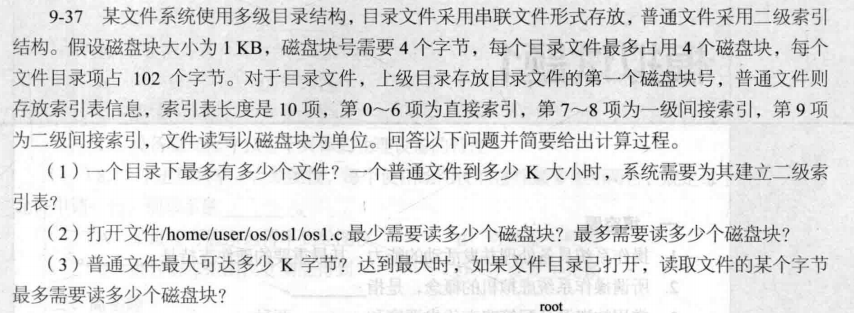 9-37 某文件系统使用多级目录结构，目录文件采用串联文件形式存放，普通文件采用二级索引
结构。假设磁盘块大小为 1 KB，磁盘块号需要 4 个字节，每个目录文件最多占用 4 个磁盘块，每个
文件目录项占 102 个字节。对于目录文件，上级目录存放目录文件的第一个磁盘块号，普通文件则
存放索引表信息，索引表长度是 10 项，第 0～6 项为直接索引，第 7～8 项为一级间接索引，第 9 项
为二级间接索引，文件读写以磁盘块为单位。回答以下问题并简要给出计算过程。
（1）一个目录下最多有多少个文件？一个普通文件到多少 K 大小时，系统需要为其建立二级索
引表？
（2）打开文件/home/user/os/os1/os1.c 最少需要读多少个磁盘块？最多需要读多少个磁盘块？
（3）普通文件最大可达多少 K 字节？达到最大时，如果文件目录已打开，读取文件的某个字节
最多需要读多少个磁盘块？
root